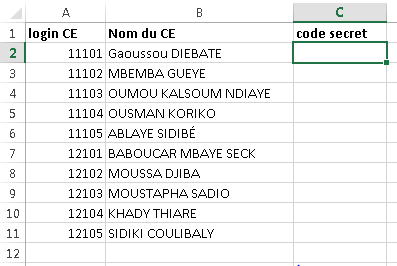 A B C
1 login CE Nom du CE code secret
2 11101 Gaoussou DIEBATE
3 11102 MBEMBA GUEYE
4 11103 OUMOU KALSOUM NDIAYE
5 11104 OUSMAN KORIKO
6 11105 ABLAYE SIDIBÉ
7 12101 BABOUCAR MBAYE SECK
8 12102 MOUSSA DJIBA
9 12103 MOUSTAPHA SADIO
10 12104 KHADY THIARE
11 12105 SIDIKI COULIBALY
12